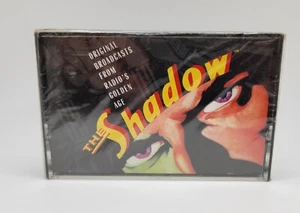 ORIGINAL
BROADCASTS
FROM
RADIO'S
GOLDEN
AGE
THE
Shadow